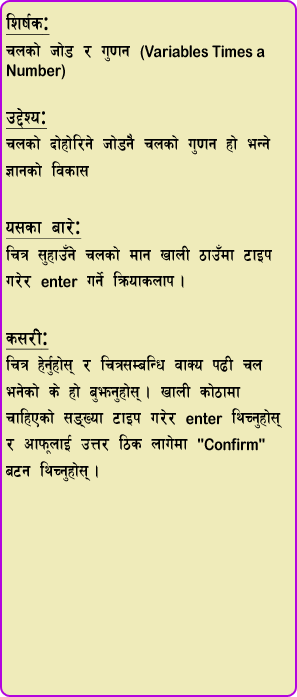 शिर्षक:
चलको जोड र गुणन (Variables Times a
Number)
उद्देश्य:
चलको दोहोरिने जोडनै चलको गुणन हो भन्ने
ज्ञानको विकास
यसका बारे:
चित्र सुहाउँने चलको मान खाली ठाउँमा टाइप
गरेर enter गर्ने क्रियाकलाप ।
कसरी:
चित्र हेर्नुहोस् र चित्रसम्बन्धि वाक्य पढी चल
भनेको के हो बुझ्नुहोस् । खाली कोठामा
चाहिएको सङ्ख्या टाइप गरेर enter थिच्नुहोस्
र आफूलाई उत्तर ठिक लागेमा "Confirm"
बटन थिच्नुहोस् ।